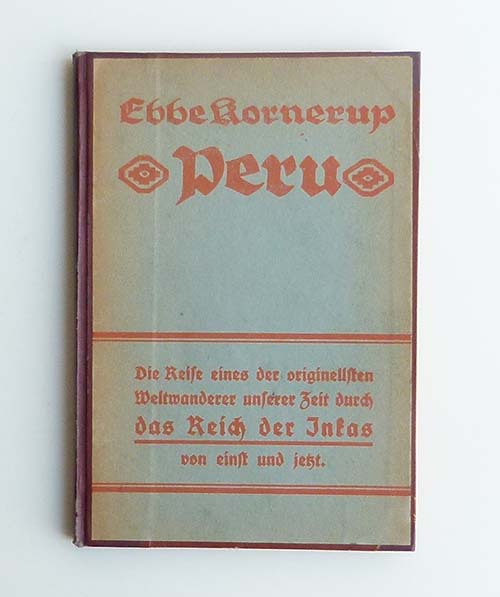 Ebbe Kornerup
Peru
Die Reise eines der originellsten
Weltwanderer unserer Zeit durch
das Reich der Inkas
von einst und jetzt.